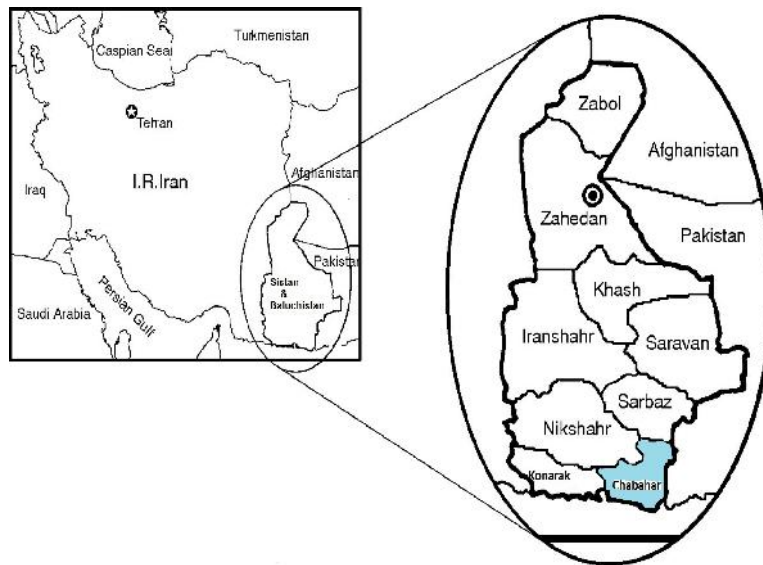 Caspian Sea
Turkmenistan
Tehran
Afghanistan
Iraq
I.R.Iran
Pakistan
Sistan
&
Baluchistan
Persian Gulf
Saudi Arabia
Zabol
Afghanistan
Zahedan
Pakistan
Khash
Iranshahr
Saravan
Sarbaz
Nikshahr
Konarak
Chabahar